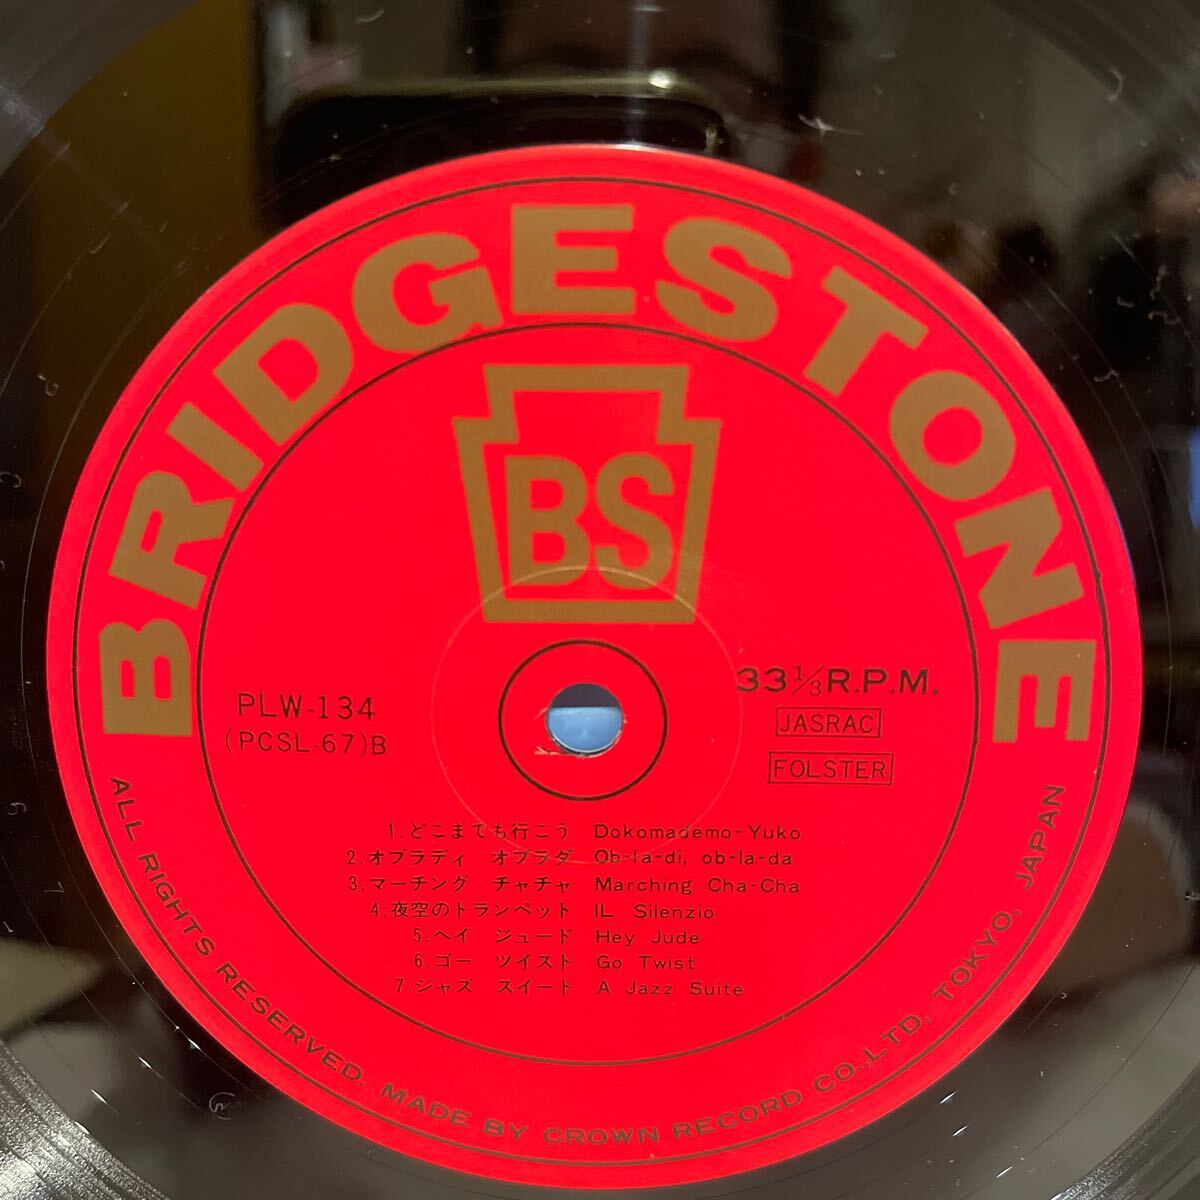 BRIDGESTONE
BS
33 1/3 R.P.M.
JASRAC
FOLSTER
PLW-134
(PCSL-67)B
1.どこまでも行こう Dokomademo-Yuko
2.オブラディ オブラダ Ob-la-di, ob-la-da
3.マーチング チャチャ Marching Cha-Cha
4.夜空のトランペット IL Silenzio
5.ヘイ ジュード Hey Jude
6.ゴー ツイスト Go Twist
7.ジャズ スイート A Jazz Suite
ALL RIGHTS RESERVED. MADE BY CROWN RECORD CO.,LTD, TOKYO, JAPAN